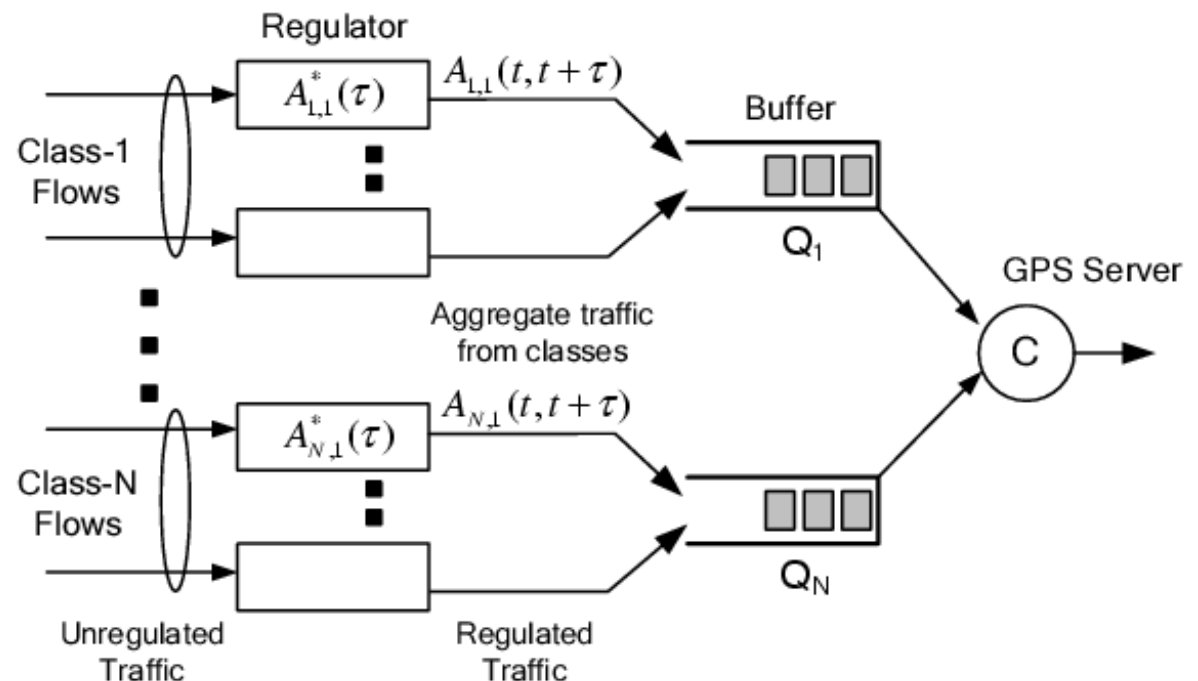 Regulator
A*1,1(τ)
A1,1(t, t + τ)
Class-1
Flows
Buffer
Q1
GPS Server
C
Aggregate traffic
from classes
A*N,1(τ)
AN,1(t, t + τ)
Class-N
Flows
QN
Unregulated
Traffic
Regulated
Traffic